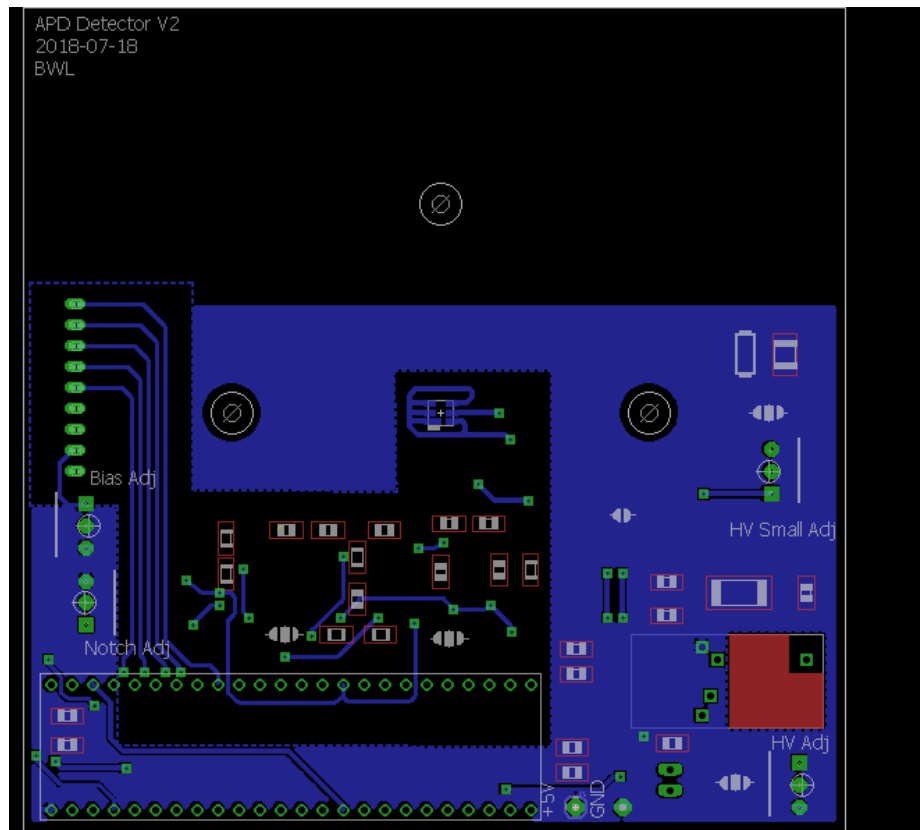 APD Detector V2
2018-07-18
BWL
Bias Adj
HV Small Adj
Notch Adj
HV Adj
+5V
GND